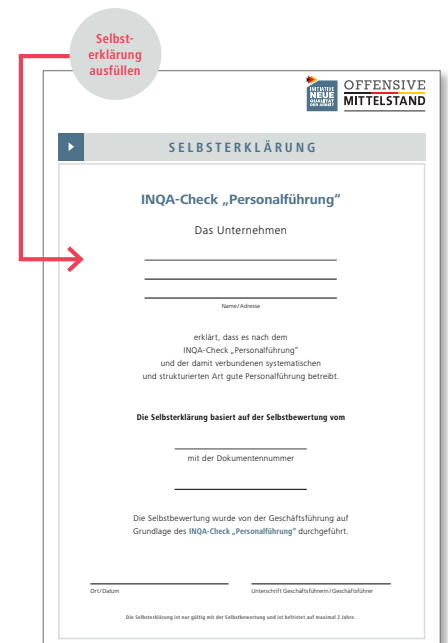 Selbst-
erklärung
ausfüllen
INITIATIVE
NEUE
QUALITÄT
DER ARBEIT
OFFENSIVE
MITTELSTAND
SELBSTERKLÄRUNG
INQA-Check „Personalführung“
Das Unternehmen
Name/Adresse
erklärt, dass es nach dem
INQA-Check „Personalführung“
und der damit verbundenen systematischen
und strukturierten Art gute Personalführung betreibt.
Die Selbsterklärung basiert auf der Selbstbewertung vom
mit der Dokumentennummer
Die Selbstbewertung wurde von der Geschäftsführung auf
Grundlage des INQA-Check „Personalführung“ durchgeführt.
Ort/Datum
Unterschrift Geschäftsführerin/Geschäftsführer
Die Selbsterklärung ist nur gültig mit der Selbstbewertung und ist befristet auf maximal 2 Jahre.